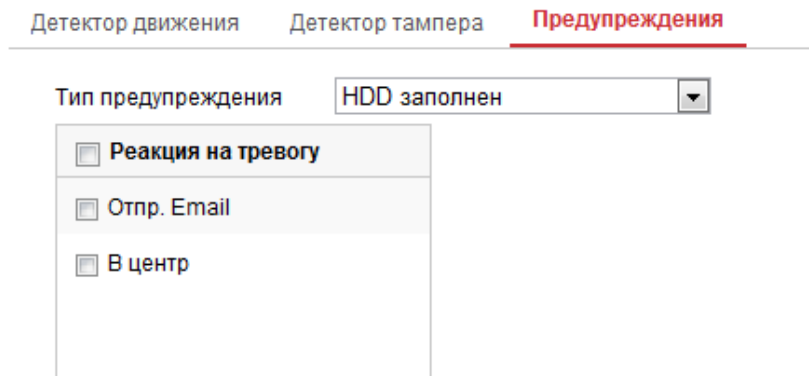 Детектор движения Детектор тампера Предупреждения
Тип предупреждения HDD заполнен
Реакция на тревогу
Отпр. Email
В центр